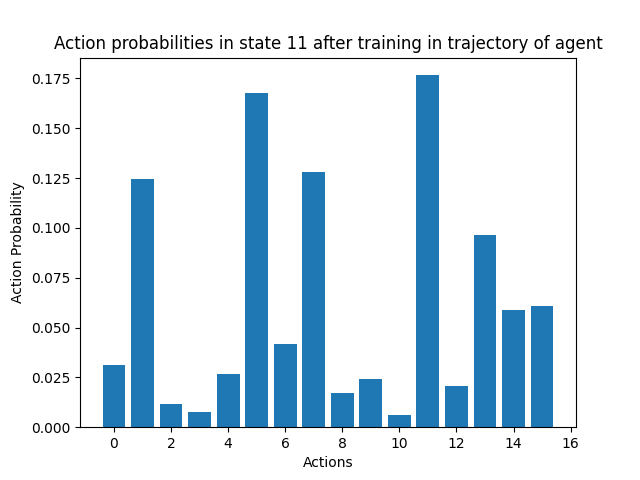 Action probabilities in state 11 after training in trajectory of agent
0.175
0.150
0.125
0.100
0.075
0.050
0.025
0.000
Action Probability
0 2 4 6 8 10 12 14 16
Actions